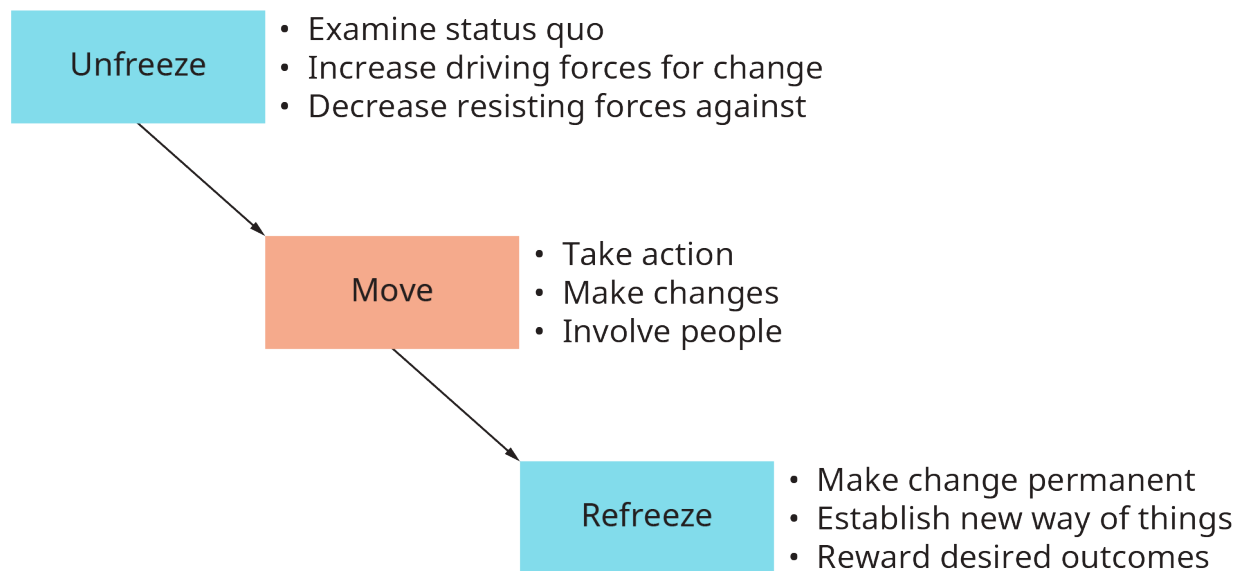 Unfreeze
• Examine status quo
• Increase driving forces for change
• Decrease resisting forces against
Move
• Take action
• Make changes
• Involve people
Refreeze
• Make change permanent
• Establish new way of things
• Reward desired outcomes